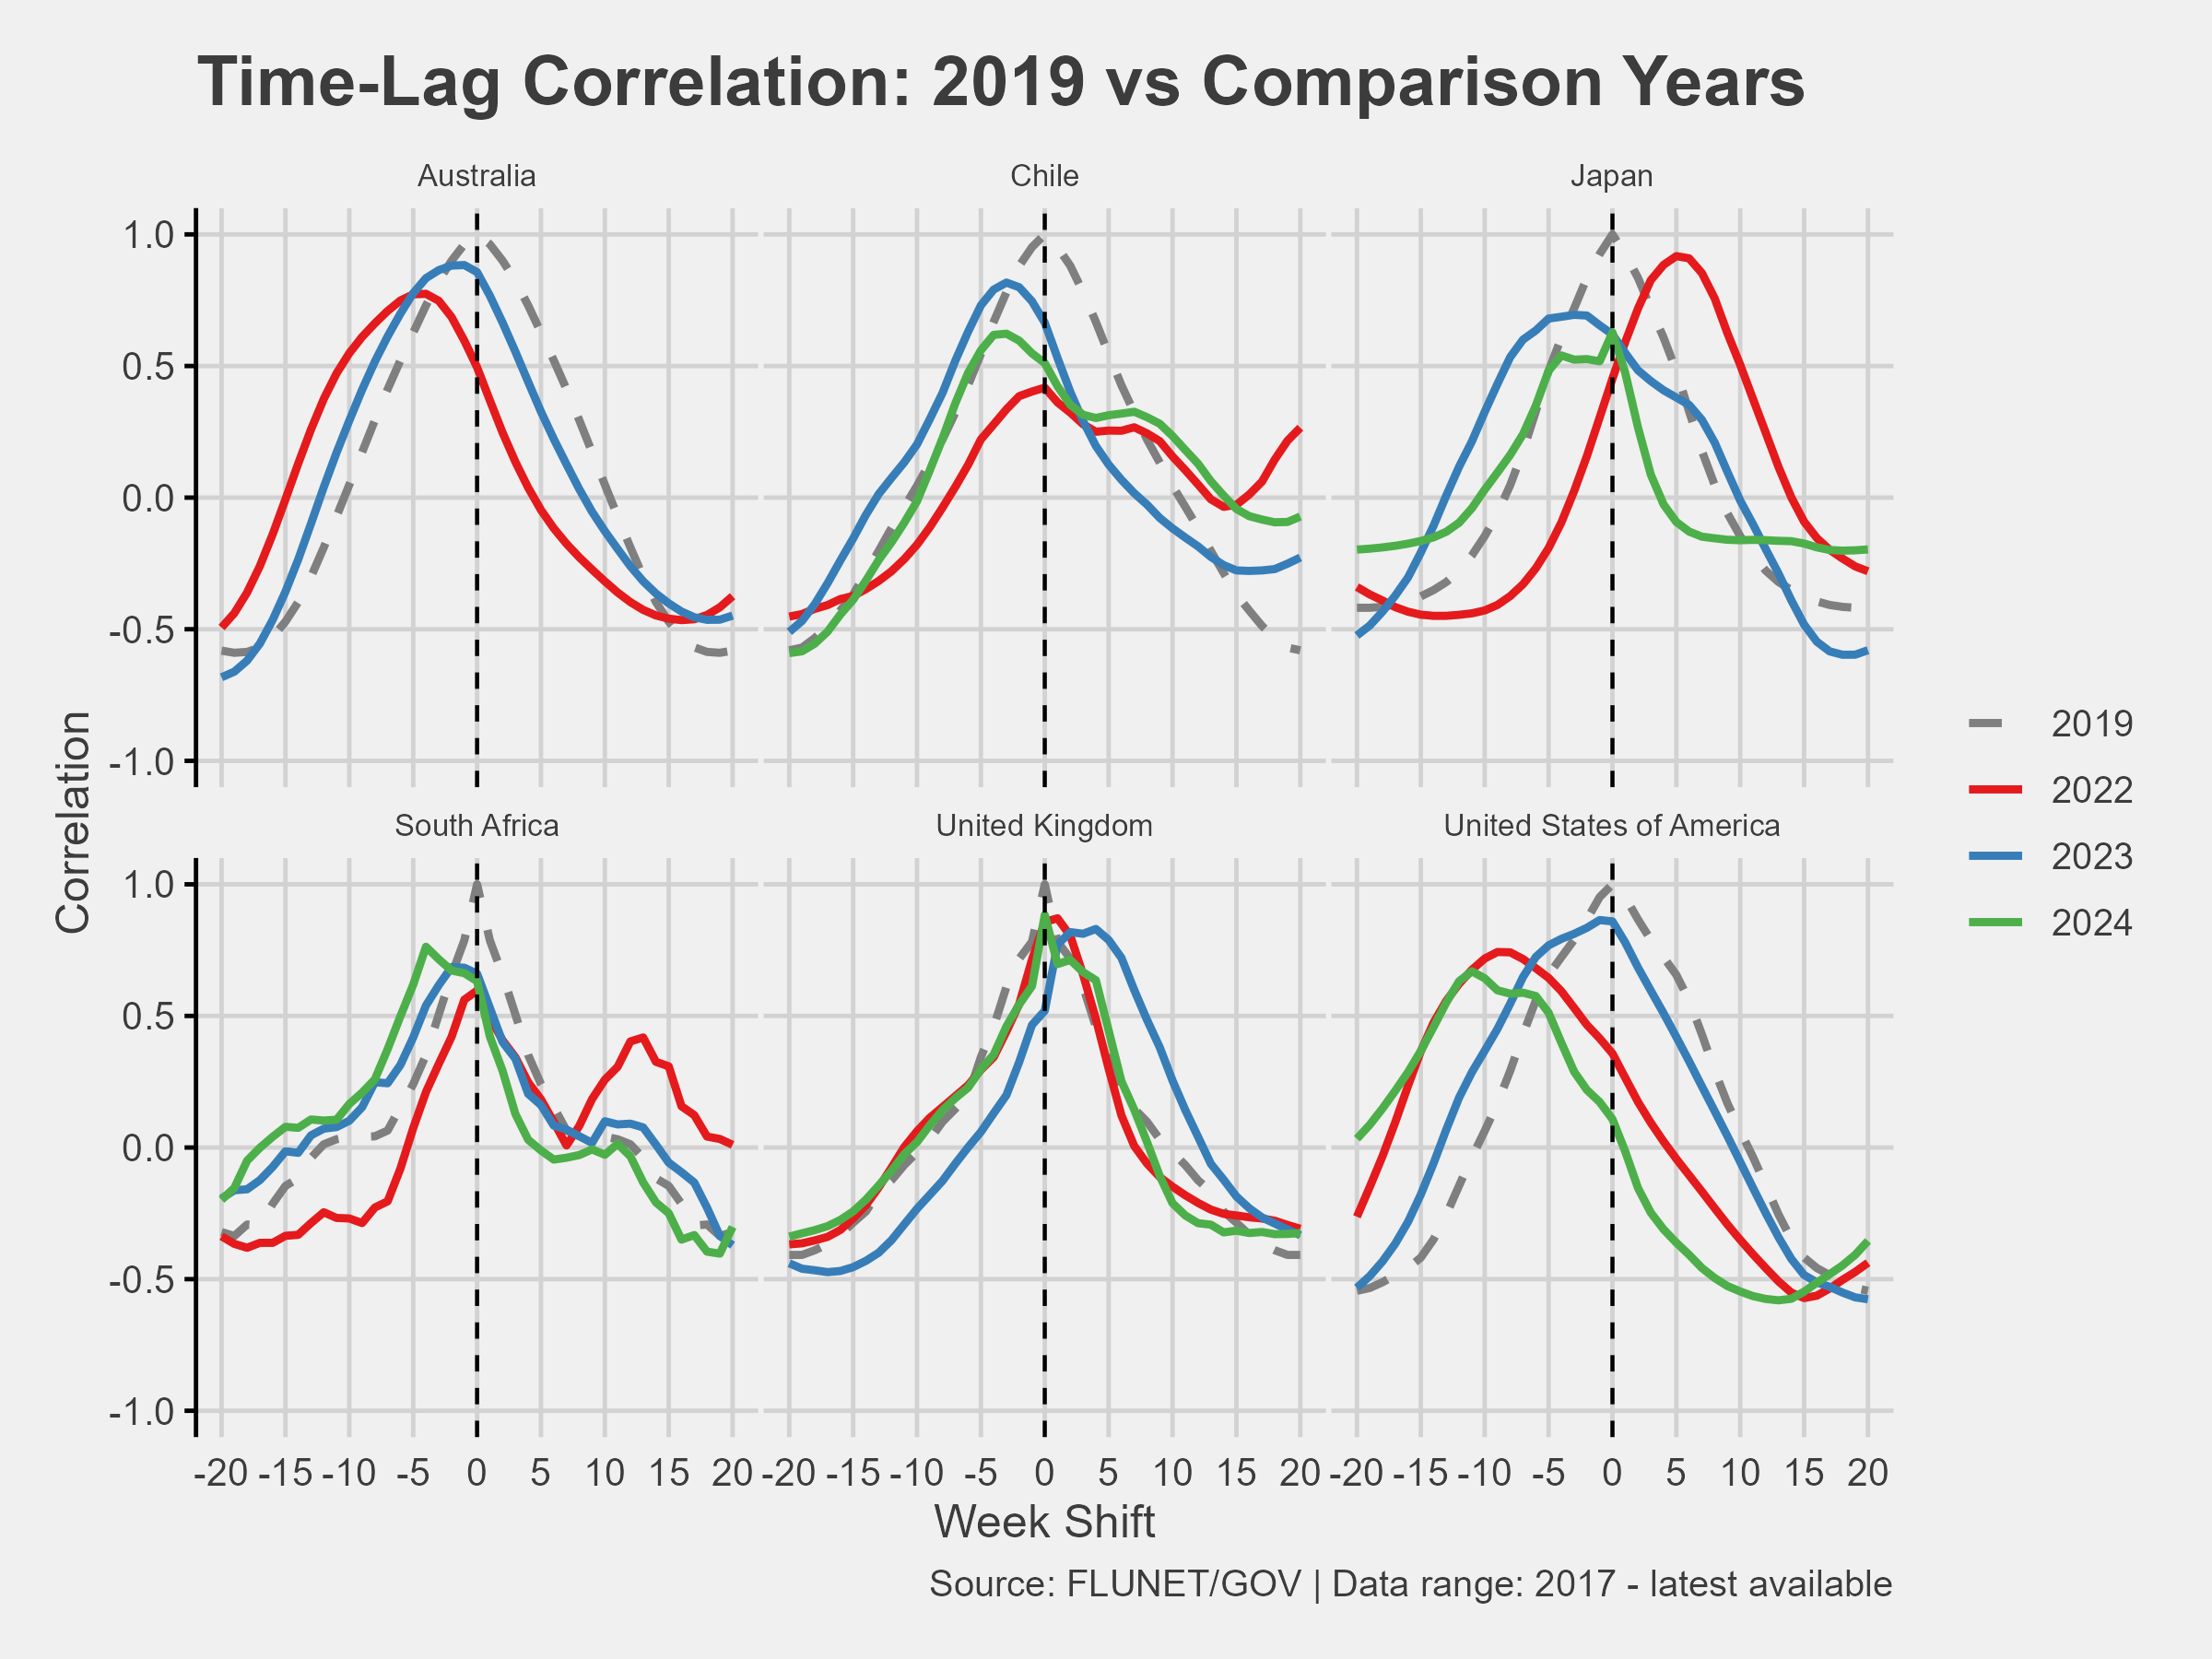 Time-Lag Correlation: 2019 vs Comparison Years
Australia
Chile
Japan
1.0
0.5
0.0
-0.5
-1.0
Correlation
South Africa
United Kingdom
United States of America
1.0
0.5
0.0
-0.5
-1.0
-20 -15 -10 -5 0 5 10 15 20 -20 -15 -10 -5 0 5 10 15 20 -20 -15 -10 -5 0 5 10 15 20
Week Shift
2019
2022
2023
2024
Source: FLUNET/GOV | Data range: 2017 - latest available